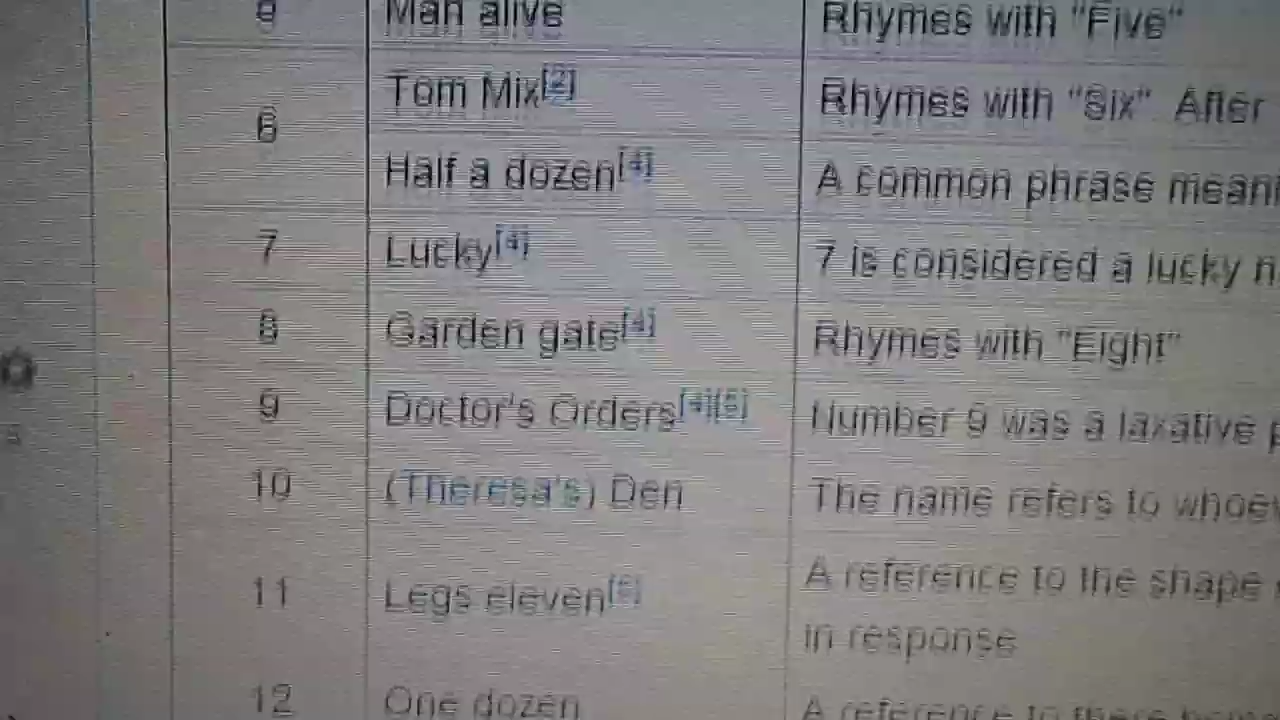 Man alive
Rhymes with "Five"
Tom Mix[2]
Rhymes with "Six" After
6
Half a dozen[4]
A common phrase
7
Lucky[4]
7 is considered a lucky
8
Garden gate[4]
Rhymes with "Eight"
9
Doctor's Orders[4][5]
Number 9 was a laxative
10
(Theresa's) Den
The name refers to
11
Legs eleven[6]
A reference to the shape
in response
12
One dozen
A reference to there